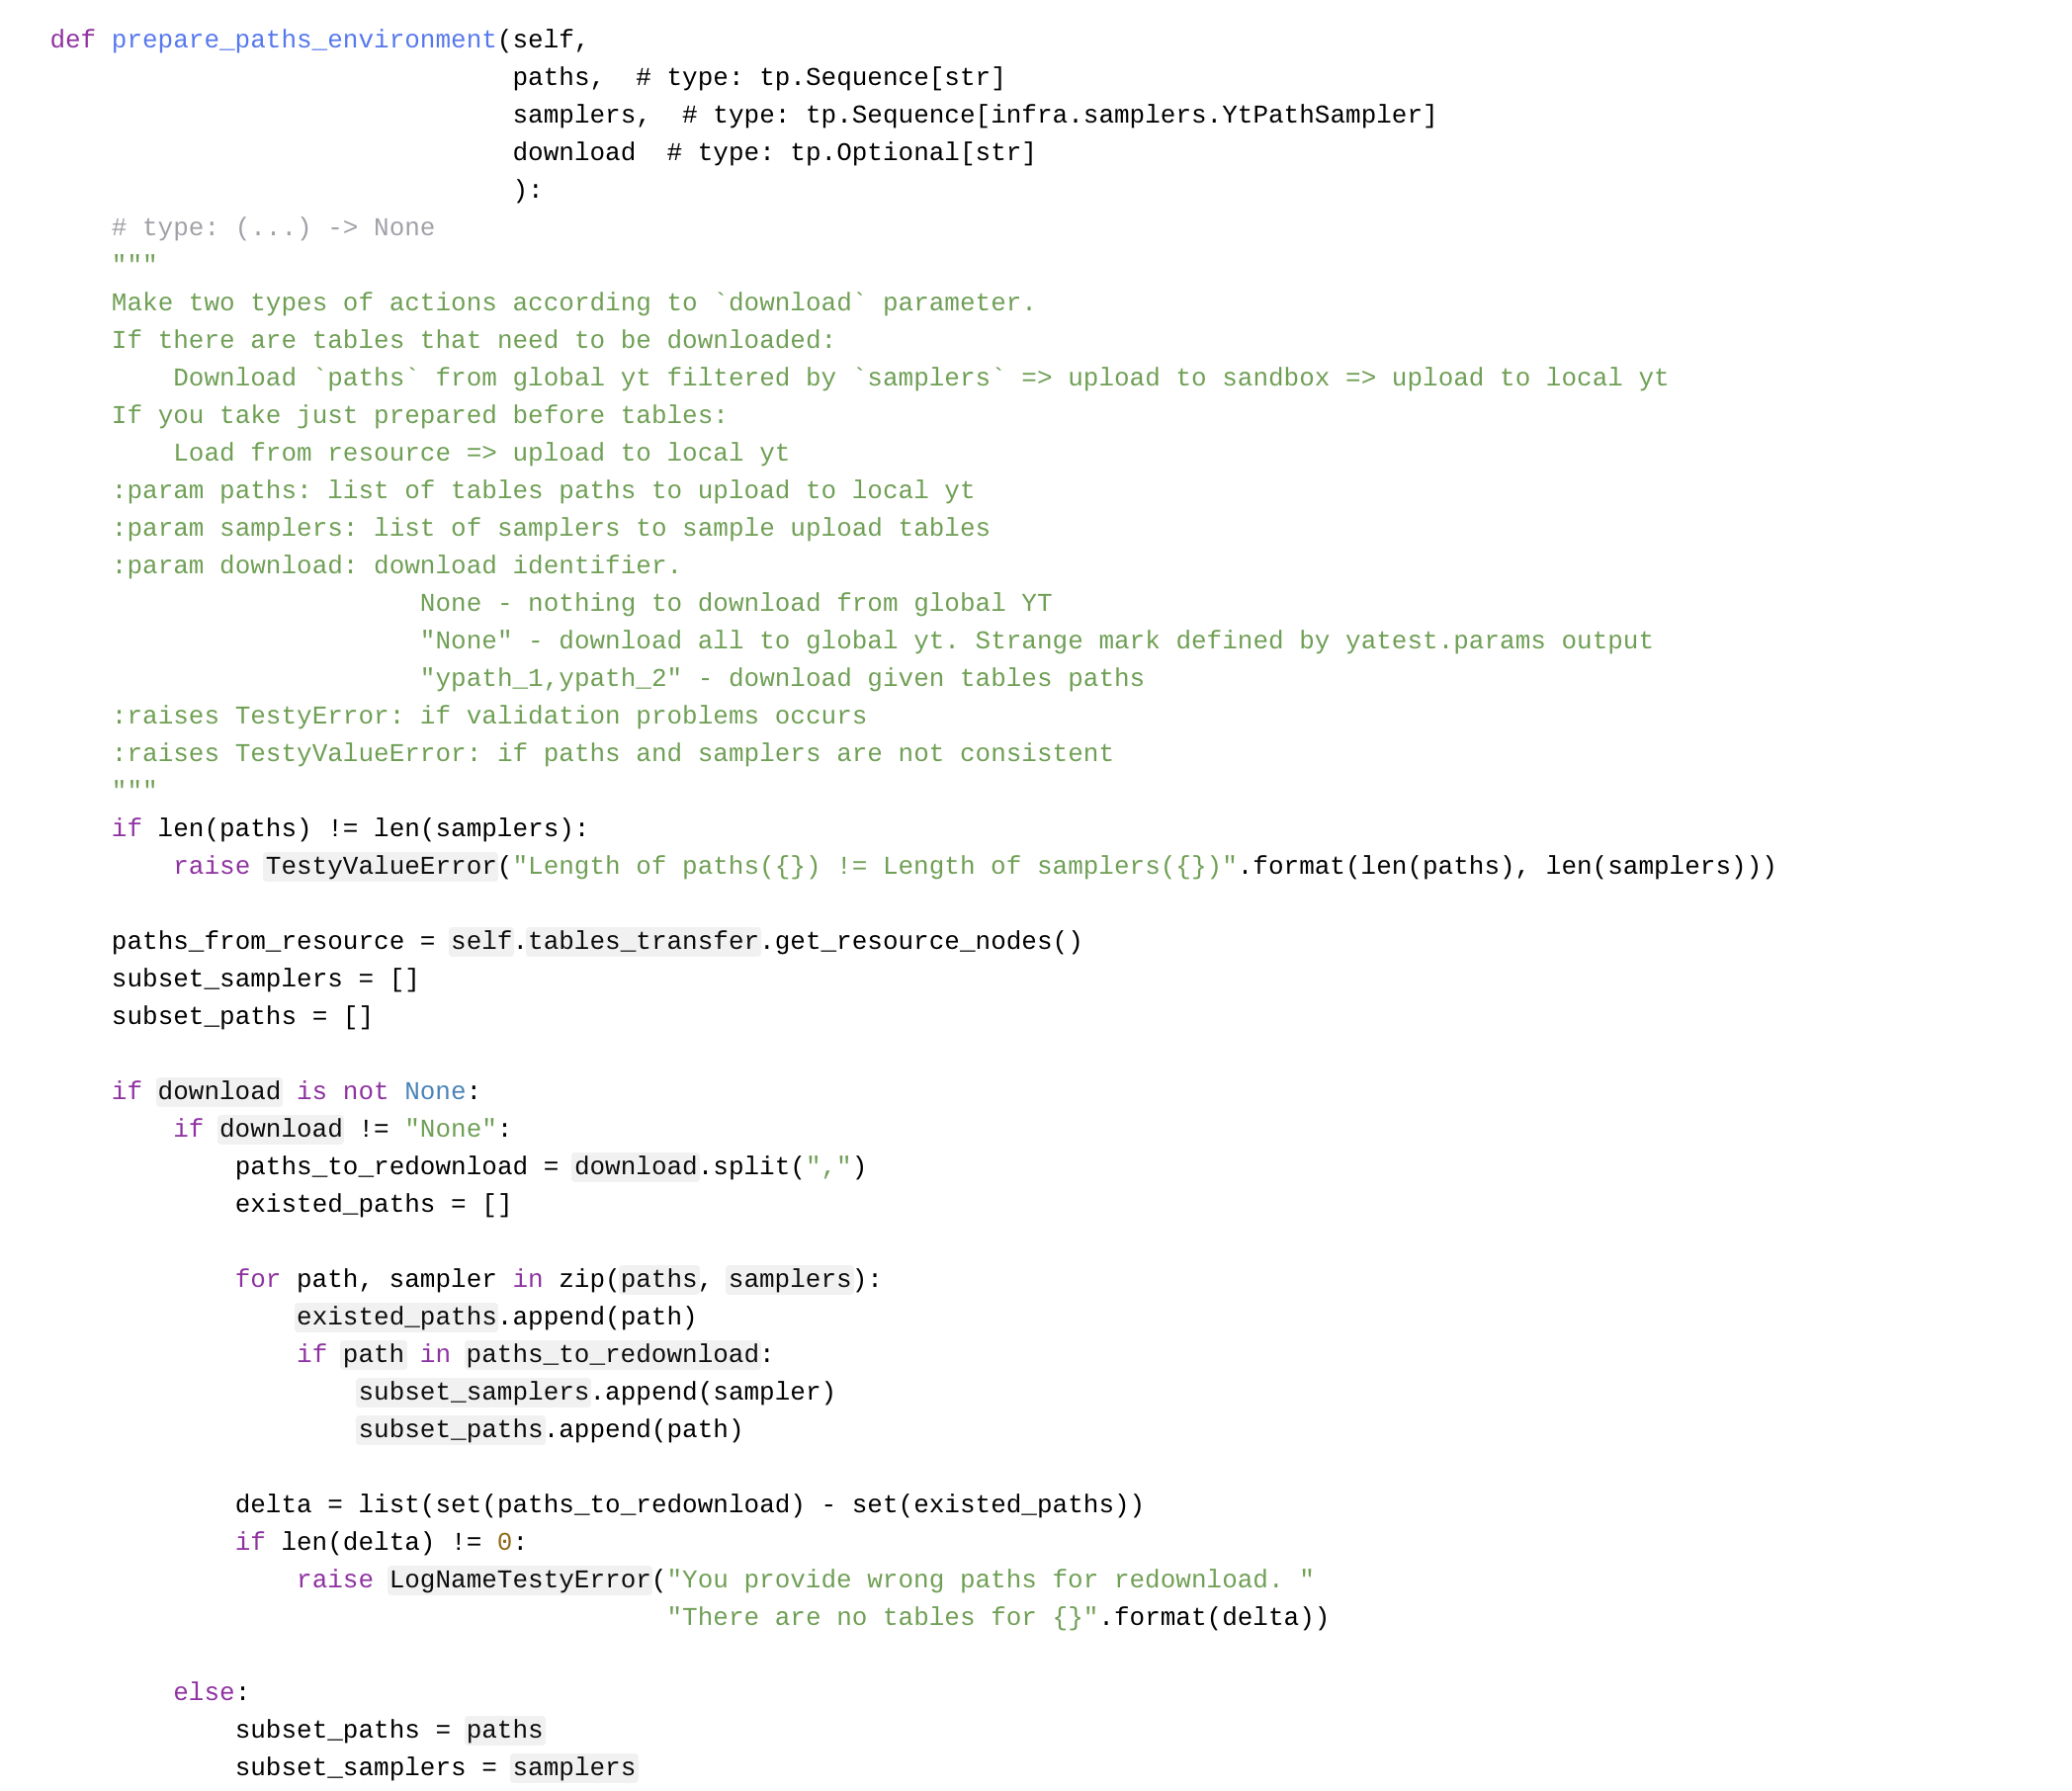 def prepare_paths_environment(self,
                              paths,  # type: tp.Sequence[str]
                              samplers,  # type: tp.Sequence[infra.samplers.YtPathSampler]
                              download  # type: tp.Optional[str]
                              ):
    # type: (...) -> None
    """
    Make two types of actions according to `download` parameter.
    If there are tables that need to be downloaded:
        Download `paths` from global yt filtered by `samplers` => upload to sandbox => upload to local yt
    If you take just prepared before tables:
        Load from resource => upload to local yt
    :param paths: list of tables paths to upload to local yt
    :param samplers: list of samplers to sample upload tables
    :param download: download identifier.
                        None - nothing to download from global YT
                        "None" - download all to global yt. Strange mark defined by yatest.params output
                        "ypath_1,ypath_2" - download given tables paths
    :raises TestyError: if validation problems occurs
    :raises TestyValueError: if paths and samplers are not consistent
    """
    if len(paths) != len(samplers):
        raise TestyValueError("Length of paths({}) != Length of samplers({})".format(len(paths), len(samplers)))

    paths_from_resource = self.tables_transfer.get_resource_nodes()
    subset_samplers = []
    subset_paths = []

    if download is not None:
        if download != "None":
            paths_to_redownload = download.split(",")
            existed_paths = []

            for path, sampler in zip(paths, samplers):
                existed_paths.append(path)
                if path in paths_to_redownload:
                    subset_samplers.append(sampler)
                    subset_paths.append(path)

            delta = list(set(paths_to_redownload) - set(existed_paths))
            if len(delta) != 0:
                raise LogNameTestyError("You provide wrong paths for redownload. "
                                        "There are no tables for {}".format(delta))

        else:
            subset_paths = paths
            subset_samplers = samplers